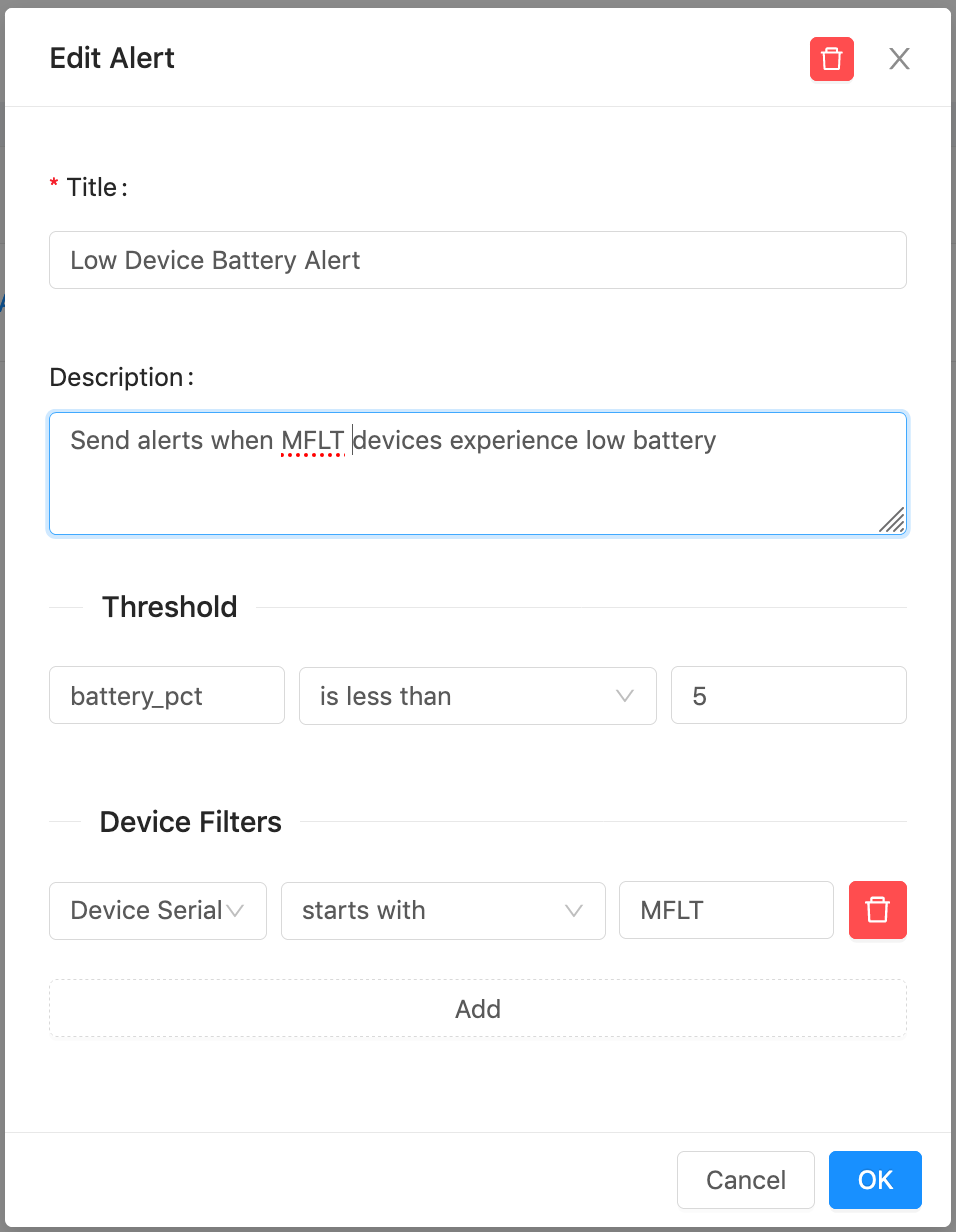 Edit Alert
* Title :
Low Device Battery Alert
Description :
Send alerts when MFLT devices experience low battery
Threshold
battery_pct is less than 5
Device Filters
Device Serial starts with MFLT
Add
Cancel OK